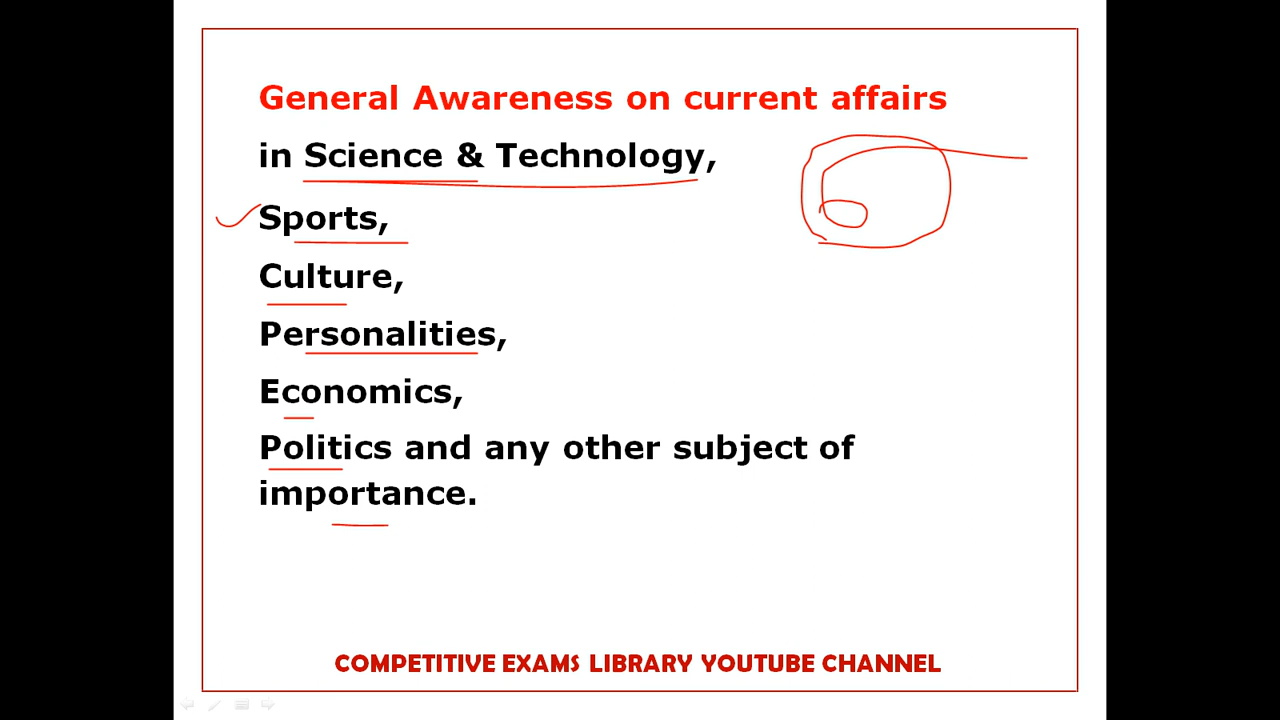 General Awareness on current affairs
in Science & Technology,
Sports,
Culture,
Personalities,
Economics,
Politics and any other subject of
importance.
COMPETITIVE EXAMS LIBRARY YOUTUBE CHANNEL